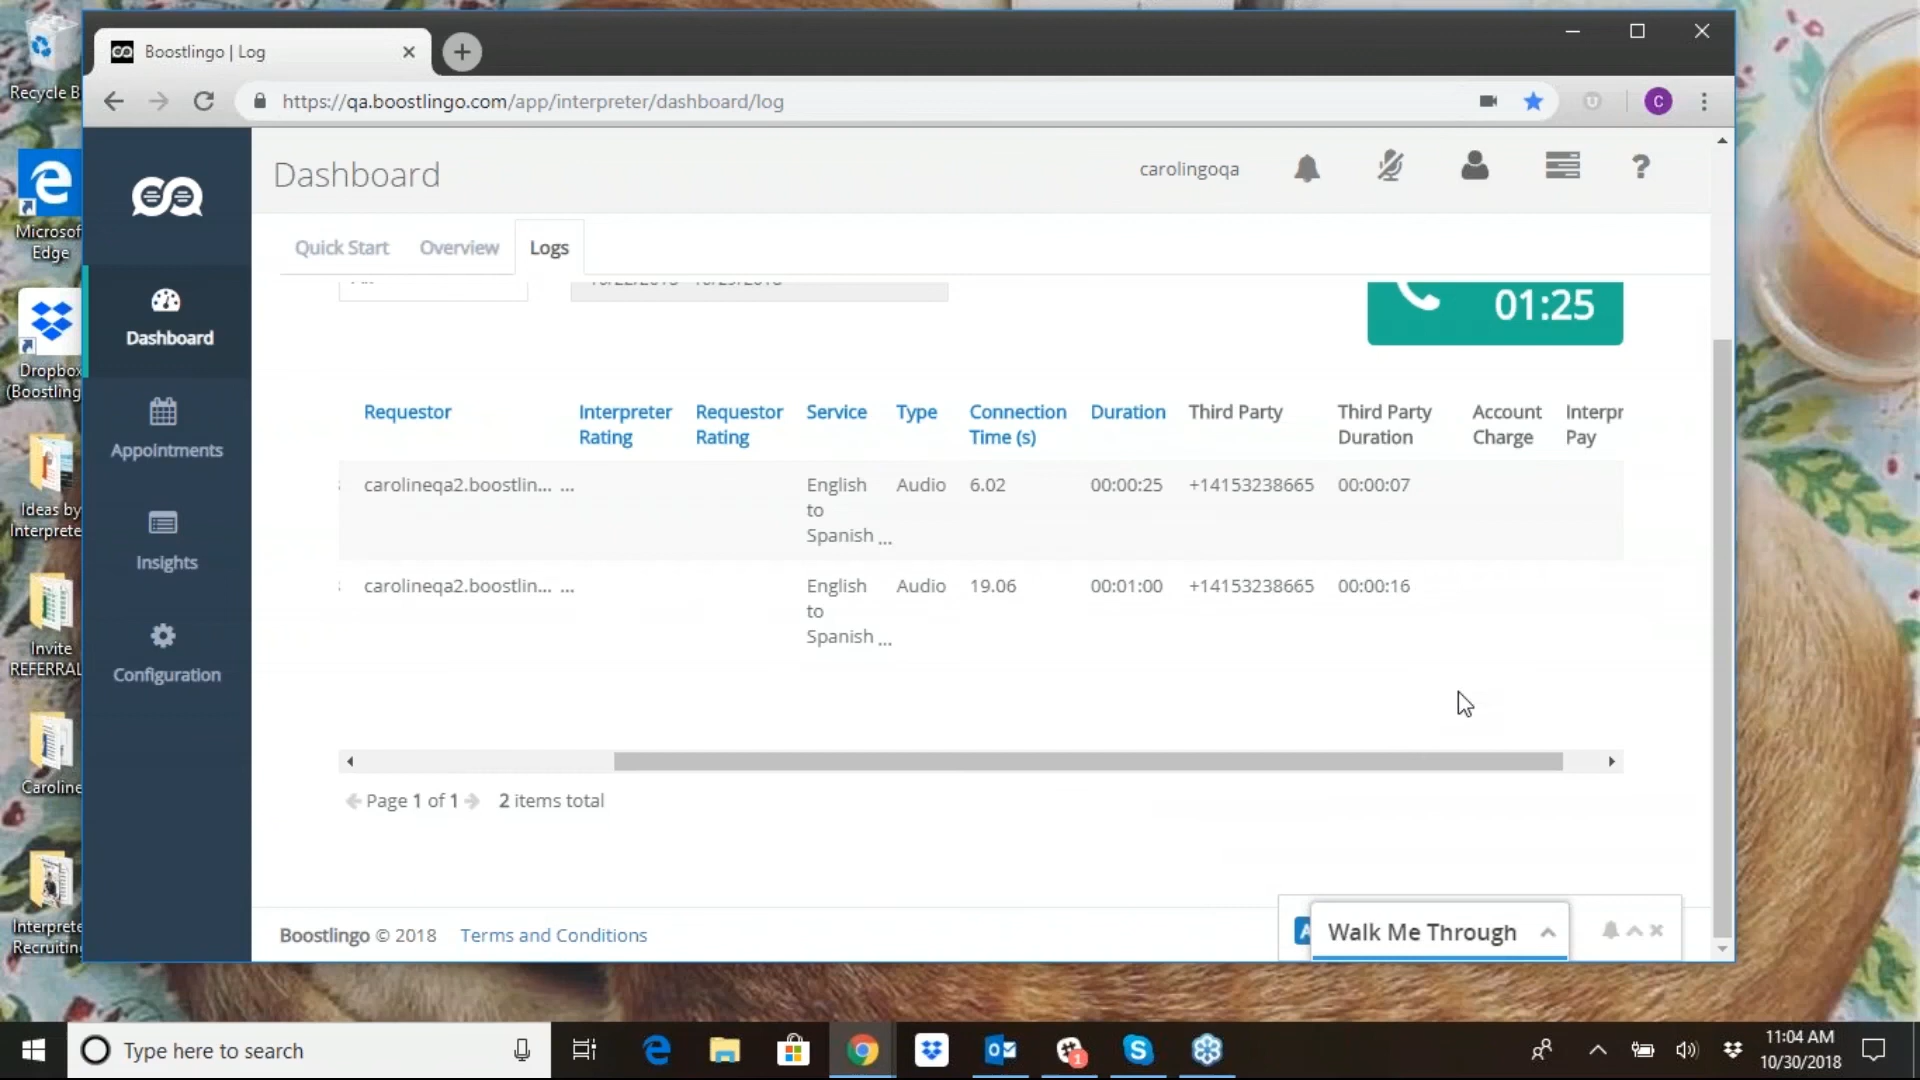 Boostlingo | Log
https://qa.boostlingo.com/app/interpreter/dashboard/log
C
Recycle B
Microsof
Edge
Dropbox
(Boostling
Ideas by
Interprete
Invite
REFERRAL
Caroline
Interprete
Recruiting
Dashboard
Appointments
Insights
Configuration
Dashboard
carolingoqa
?
Quick Start
Overview
Logs
01:25
Requestor
Interpreter
Rating
Requestor
Rating
Service
Type
Connection
Time (s)
Duration
Third Party
Third Party
Duration
Account
Charge
Interpr
Pay
carolineqa2.boostlin... ...
English
to
Spanish ...
Audio
6.02
00:00:25
+14153238665
00:00:07
carolineqa2.boostlin... ...
English
to
Spanish ...
Audio
19.06
00:01:00
+14153238665
00:00:16
Page 1 of 1
2 items total
Boostlingo © 2018
Terms and Conditions
Walk Me Through
Type here to search
1
11:04 AM
10/30/2018